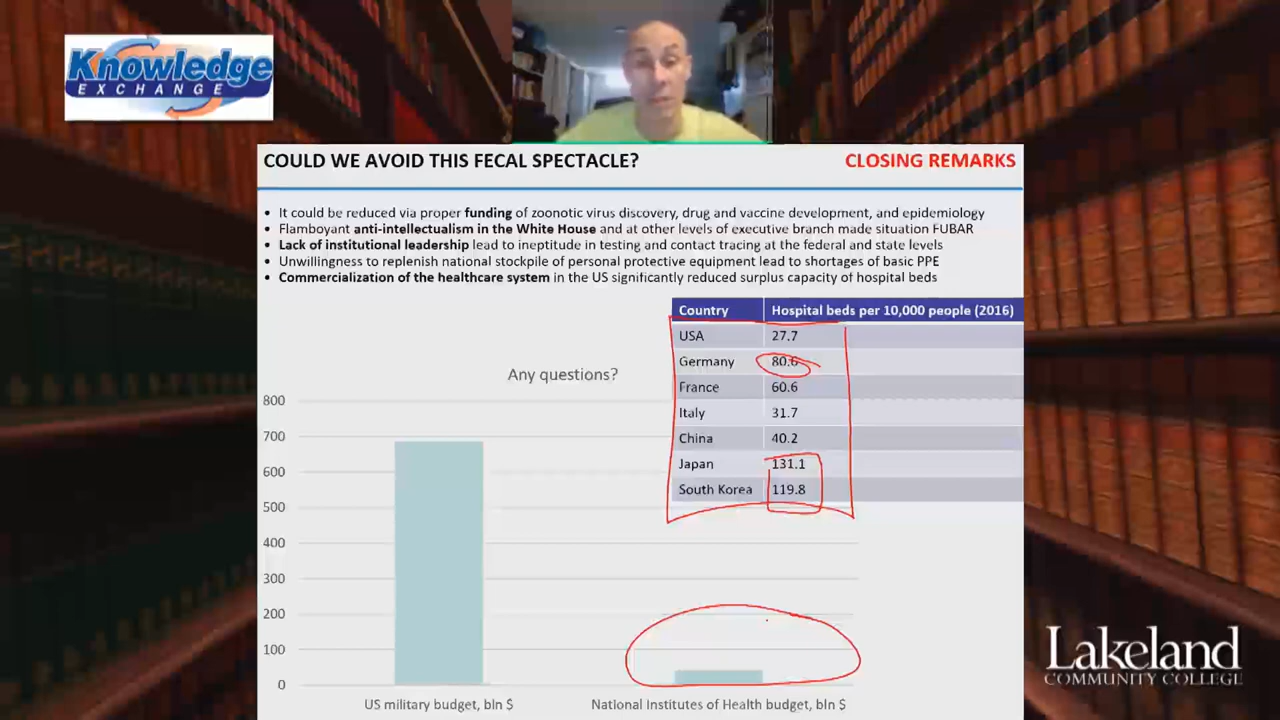 Knowledge
EXCHANGE
COULD WE AVOID THIS FECAL SPECTACLE?
CLOSING REMARKS
• It could be reduced via proper funding of zoonotic virus discovery, drug and vaccine development, and epidemiology
• Flamboyant anti-intellectualism in the White House and at other levels of executive branch made situation FUBAR
• Lack of institutional leadership lead to ineptitude in testing and contact tracing at the federal and state levels
• Unwillingness to replenish national stockpile of personal protective equipment lead to shortages of basic PPE
• Commercialization of the healthcare system in the US significantly reduced surplus capacity of hospital beds
Country Hospital beds per 10,000 people (2016)
USA 27.7
Germany 80.6
France 60.6
Italy 31.7
China 40.2
Japan 131.1
South Korea 119.8
Any questions?
800
700
600
500
400
300
200
100
0
US military budget, bln $
National Institutes of Health budget, bln $
Lakeland
COMMUNITY COLLEGE